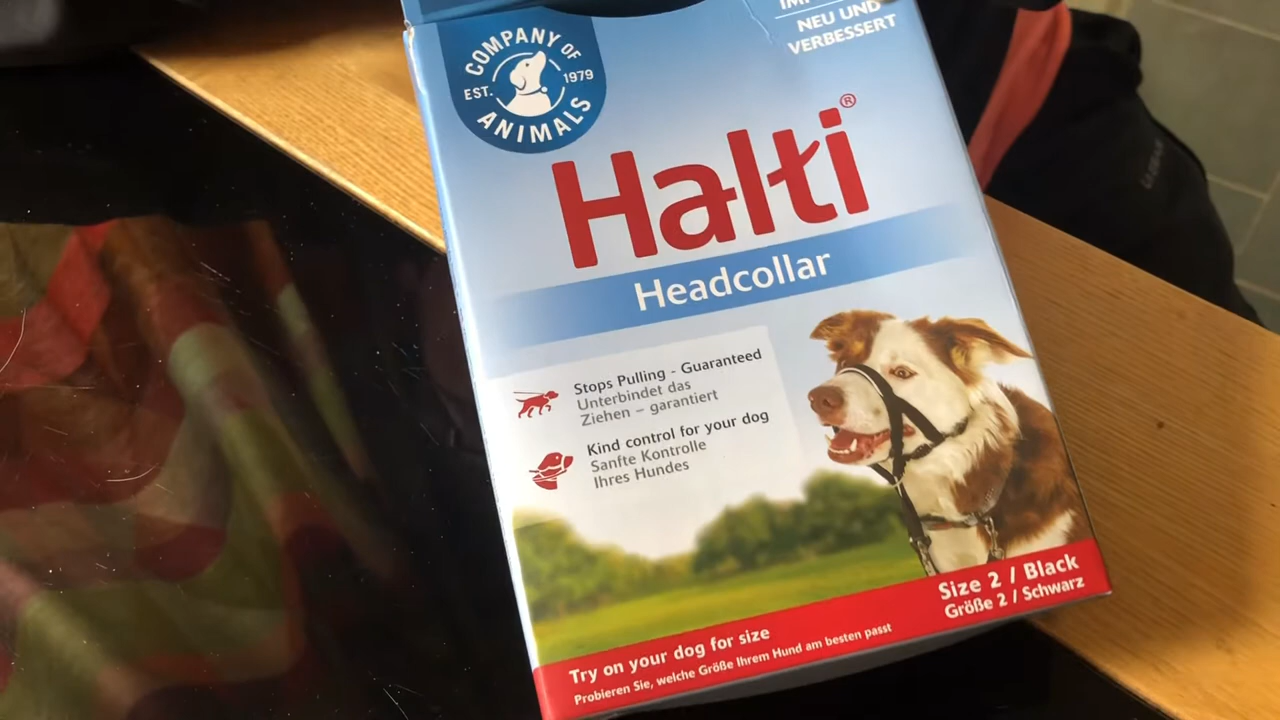 COMPANY OF
EST. 1979
ANIMALS
NEU UND
VERBESSERT
Halti®
Headcollar
Stops Pulling - Guaranteed
Unterbindet das
Ziehen – garantiert
Kind control for your dog
Sanfte Kontrolle
Ihres Hundes
Size 2 / Black
Größe 2 / Schwarz
Try on your dog for size
Probieren Sie, welche Größe Ihrem Hund am besten passt